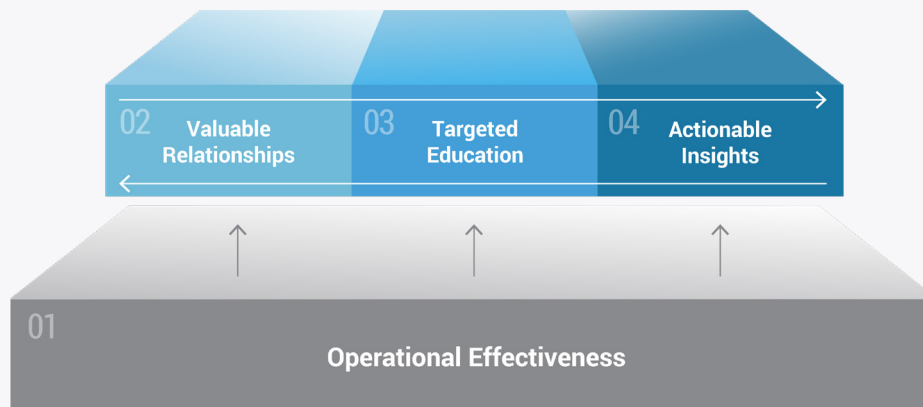 02
Valuable
Relationships
03
Targeted
Education
04
Actionable
Insights
01
Operational Effectiveness